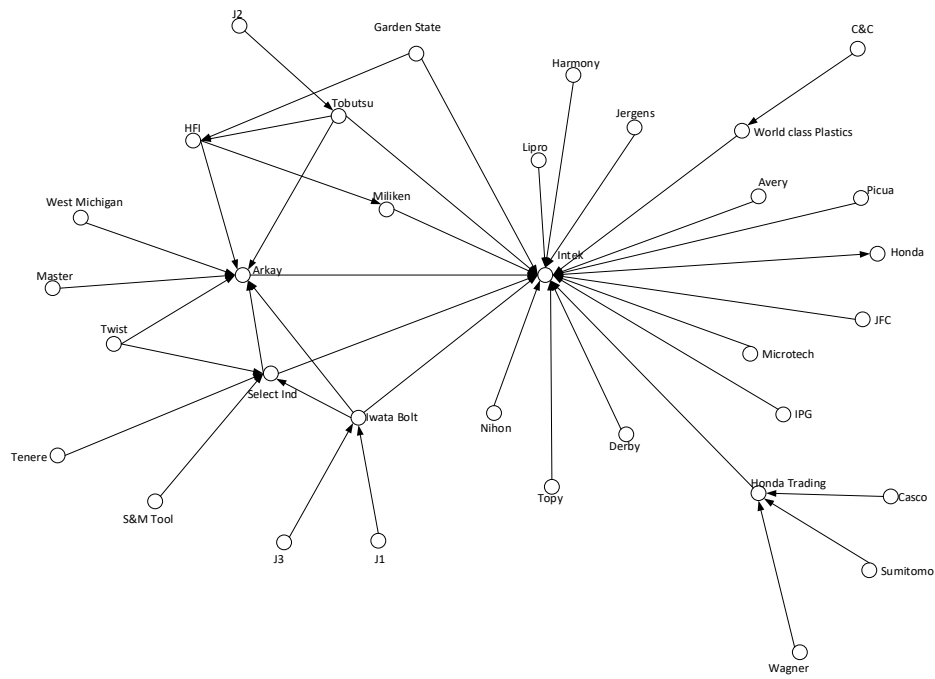 J2
Garden State
C&C
Harmony
Tobutsu
Jergens
HFI
World class Plastics
Lipro
Avery
Picua
Miliken
West Michigan
Honda
Intek
Arkay
Master
JFC
Twist
Microtech
Select Ind
IPG
Iwata Bolt
Nihon
Derby
Tenere
Honda Trading
Topy
Casco
S&M Tool
J3
J1
Sumitomo
Wagner